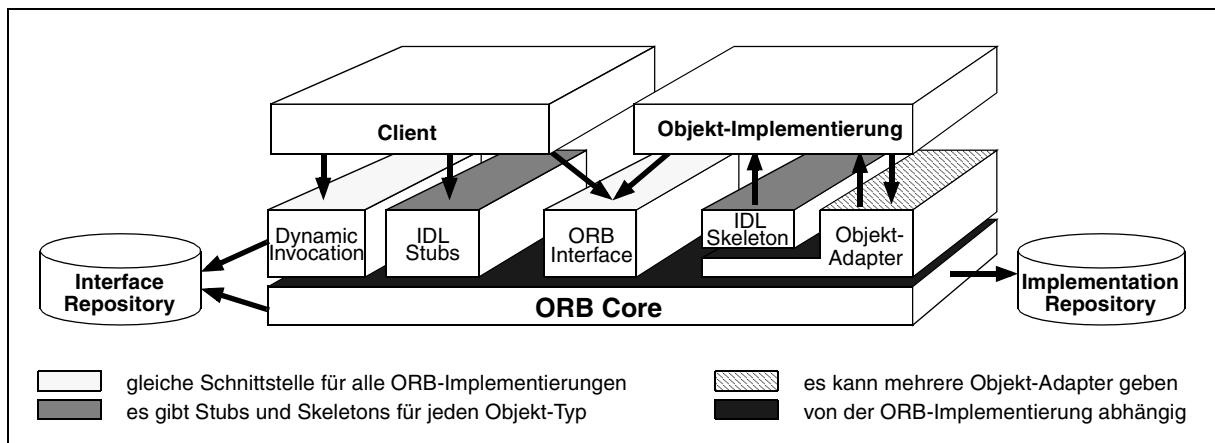 Client
Objekt-Implementierung
Dynamic
Invocation
IDL
Stubs
ORB
Interface
IDL
Skeleton
Objekt-
Adapter
Interface
Repository
ORB Core
Implementation
Repository
gleiche Schnittstelle für alle ORB-Implementierungen
es gibt Stubs und Skeletons für jeden Objekt-Typ
es kann mehrere Objekt-Adapter geben
von der ORB-Implementierung abhängig